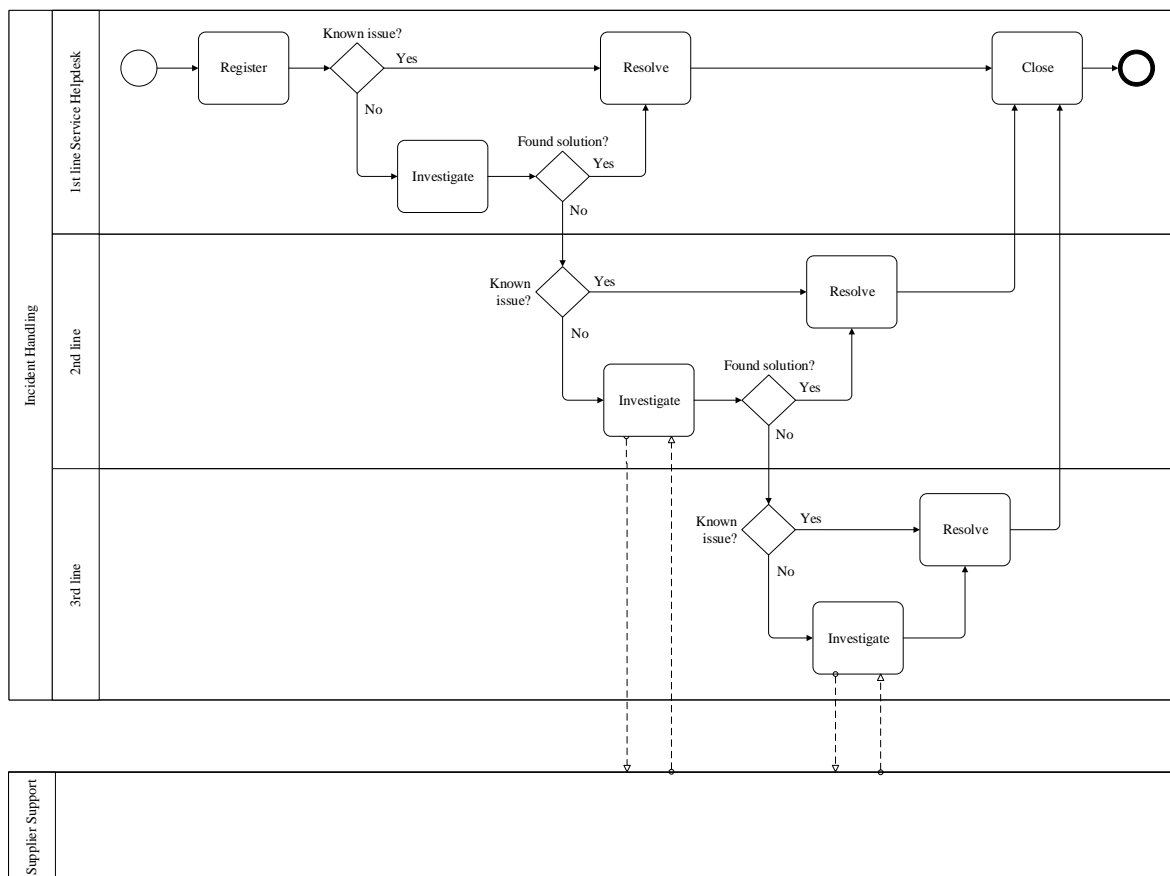 Incident Handling
1st line Service Helpdesk
Known issue?
Register
Yes
Resolve
Close
No
Found solution?
Investigate
Yes
No
2nd line
Known
issue?
Yes
Resolve
No
Found solution?
Investigate
Yes
No
3rd line
Known
issue?
Yes
Resolve
No
Investigate
Supplier Support